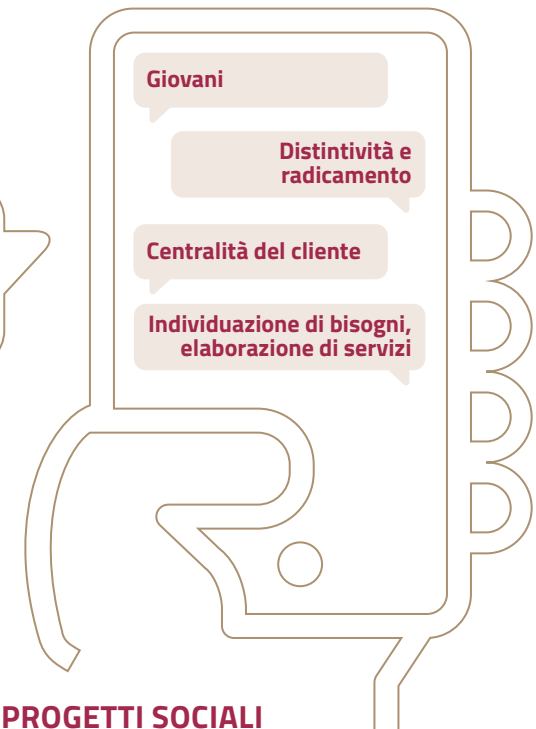 Giovani
Distintività e
radicamento
Centralità del cliente
Individuazione di bisogni,
elaborazione di servizi
PROGETTI SOCIALI